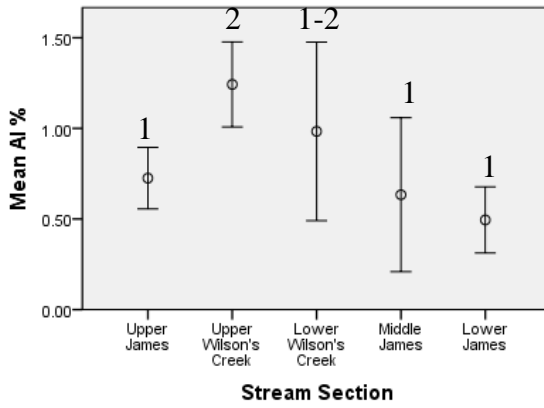 Mean Al %
1.50
1.00
0.50
0.00
1
2
1-2
1
1
Upper
James
Upper
Wilson's
Creek
Lower
Wilson's
Creek
Middle
James
Lower
James
Stream Section